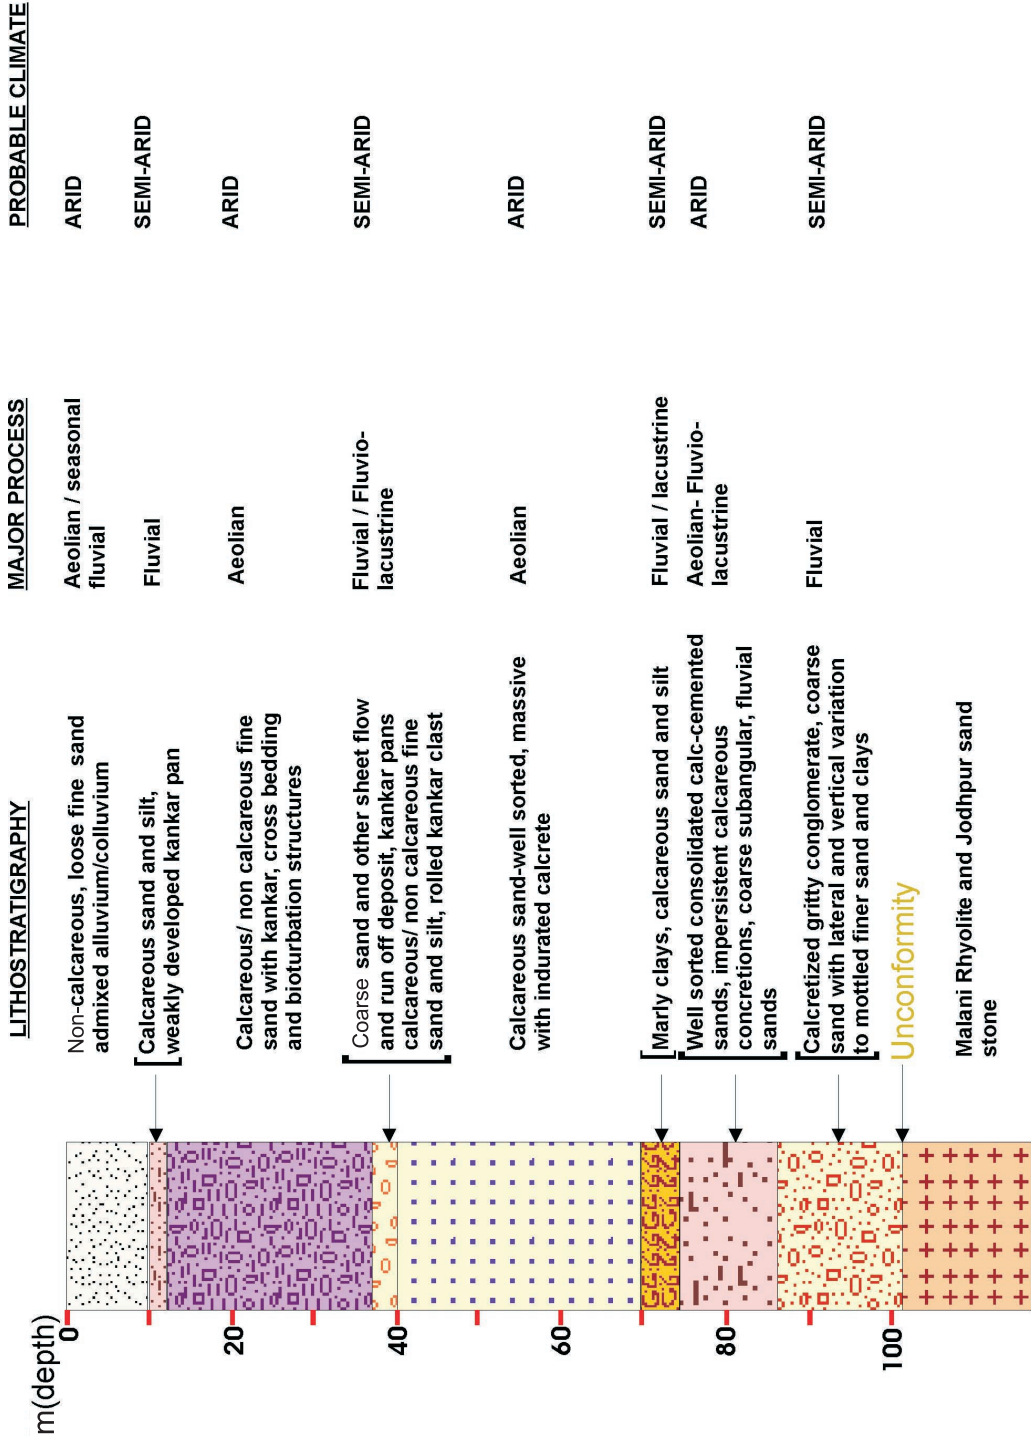 m(depth)
0
20
40
60
80
100
LITHOSTRATIGRAPHY
Non-calcareous, loose fine sand
admixed alluvium/colluvium
Calcareous sand and silt,
weakly developed kankar pan
Calcareous/ non calcareous fine
sand with kankar, cross bedding
and bioturbation structures
Coarse sand and other sheet flow
and run off deposit, kankar pans
calcareous/ non calcareous fine
sand and silt, rolled kankar clast
Calcareous sand-well sorted, massive
with indurated calcrete
Marly clays, calcareous sand and silt
Well sorted consolidated calc-cemented
sands, impersistent calcareous
concretions, coarse subangular, fluvial
sands
Calcretized gritty conglomerate, coarse
sand with lateral and vertical variation
to mottled finer sand and clays
Unconformity
Malani Rhyolite and Jodhpur sand
stone
MAJOR PROCESS
Aeolian / seasonal
fluvial
Fluvial
Aeolian
Fluvial / Fluvio-
lacustrine
Aeolian
Fluvial / lacustrine
Aeolian- Fluvio-
lacustrine
Fluvial
PROBABLE CLIMATE
ARID
SEMI-ARID
ARID
SEMI-ARID
ARID
SEMI-ARID
ARID
SEMI-ARID